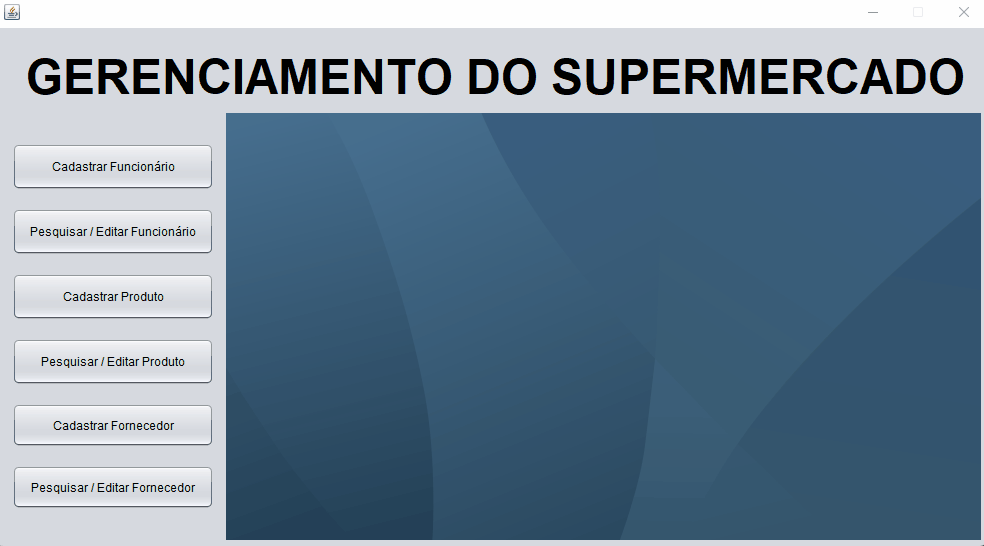 GERENCIAMENTO DO SUPERMERCADO
Cadastrar Funcionário
Pesquisar / Editar Funcionário
Cadastrar Produto
Pesquisar / Editar Produto
Cadastrar Fornecedor
Pesquisar / Editar Fornecedor